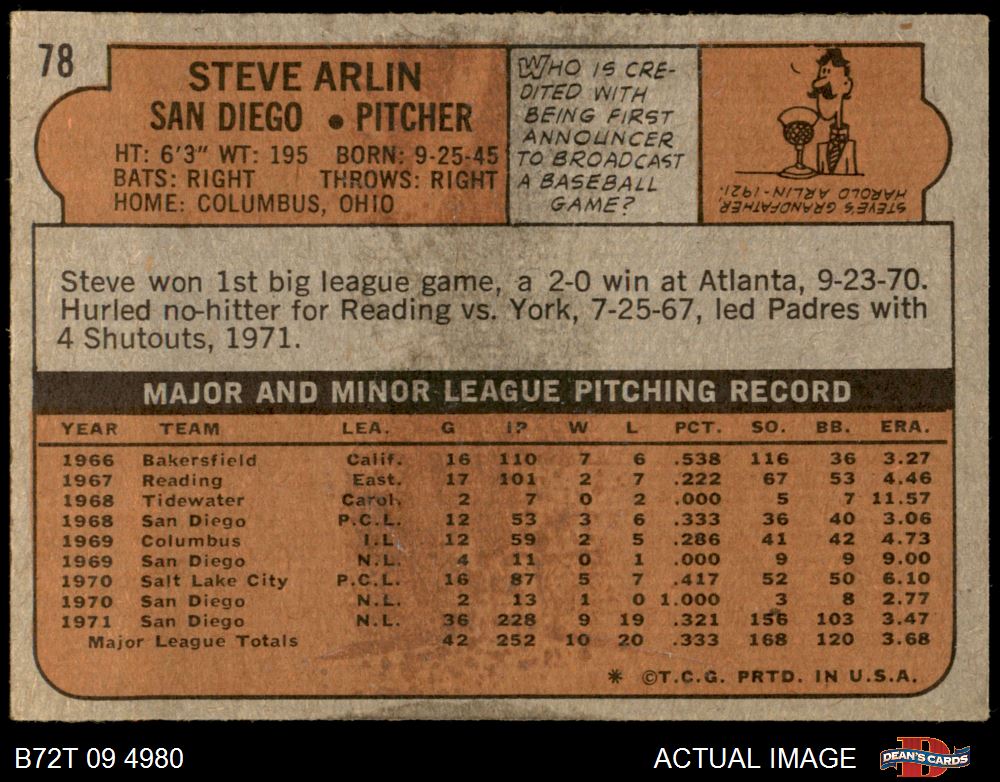 78
STEVE ARLIN
SAN DIEGO • PITCHER
HT: 6'3" WT: 195 BORN: 9-25-45
BATS: RIGHT THROWS: RIGHT
HOME: COLUMBUS, OHIO
WHO IS CRE-
DITED WITH
BEING FIRST
ANNOUNCER
TO BROADCAST
A BASEBALL
GAME?
STEVE'S GRANDFATHER,
HAROLD ARLIN-1921.
Steve won 1st big league game, a 2-0 win at Atlanta, 9-23-70.
Hurled no-hitter for Reading vs. York, 7-25-67, led Padres with
4 Shutouts, 1971.
MAJOR AND MINOR LEAGUE PITCHING RECORD
YEAR TEAM LEA. G IP W L PCT. SO. BB. ERA.
1966 Bakersfield Calif. 16 110 7 6 .538 116 36 3.27
1967 Reading East. 17 101 2 7 .222 67 53 4.46
1968 Tidewater Carol. 2 7 0 2 .000 5 7 11.57
1968 San Diego P.C.L. 12 53 3 6 .333 36 40 3.06
1969 Columbus I.L. 12 59 2 5 .286 41 42 4.73
1969 San Diego N.L. 4 11 0 1 .000 9 9 9.00
1970 Salt Lake City P.C.L. 16 87 5 7 .417 52 50 6.10
1970 San Diego N.L. 2 13 1 0 1.000 3 8 2.77
1971 San Diego N.L. 36 228 9 19 .321 156 103 3.47
Major League Totals 42 252 10 20 .333 168 120 3.68
* ©T.C.G. PRTD. IN U.S.A.
B72T 09 4980
ACTUAL IMAGE
DEAN'S CARDS